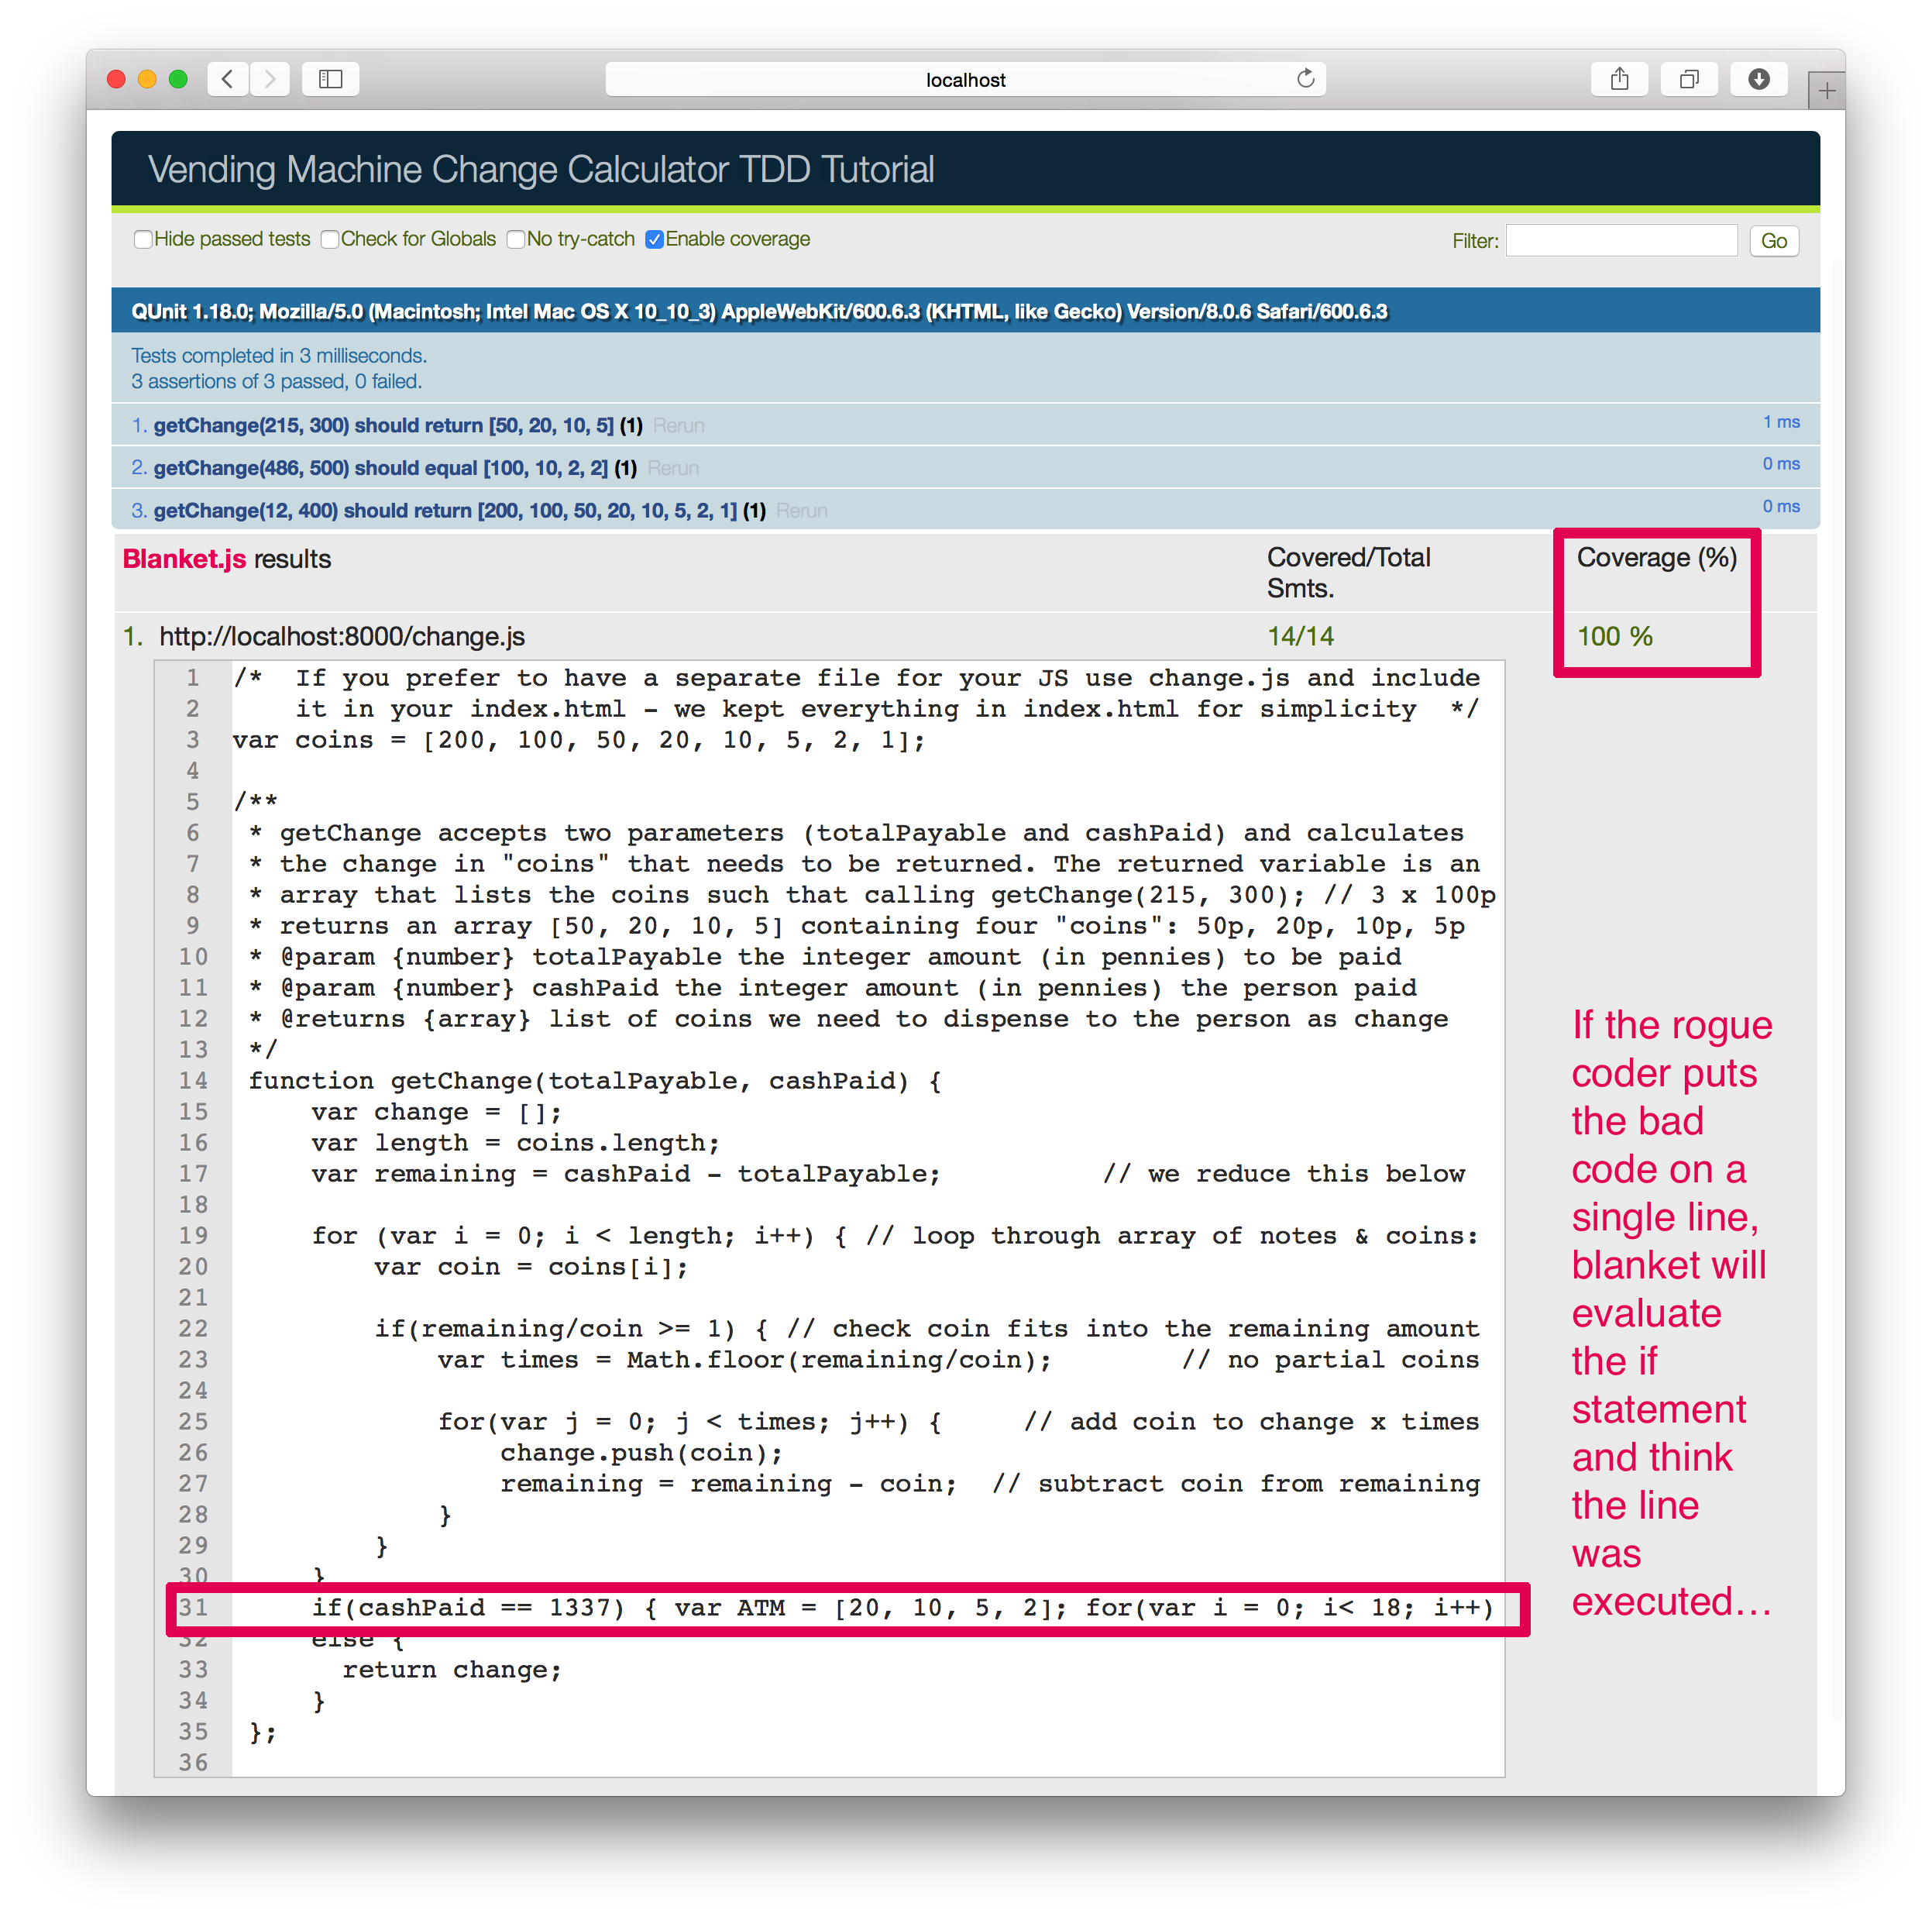 localhost
Vending Machine Change Calculator TDD Tutorial
Hide passed tests Check for Globals No try-catch Enable coverage
Filter: Go
QUnit 1.18.0; Mozilla/5.0 (Macintosh; Intel Mac OS X 10_10_3) AppleWebKit/600.6.3 (KHTML, like Gecko) Version/8.0.6 Safari/600.6.3
Tests completed in 3 milliseconds.
3 assertions of 3 passed, 0 failed.
1. getChange(215, 300) should return [50, 20, 10, 5] (1) Rerun 1 ms
2. getChange(486, 500) should equal [100, 10, 2, 2] (1) Rerun 0 ms
3. getChange(12, 400) should return [200, 100, 50, 20, 10, 5, 2, 1] (1) Rerun 0 ms
Blanket.js results
Covered/Total
Smts.
Coverage (%)
1. http://localhost:8000/change.js 14/14 100 %
1 /*  If you prefer to have a separate file for your JS use change.js and include
2     it in your index.html - we kept everything in index.html for simplicity  */
3 var coins = [200, 100, 50, 20, 10, 5, 2, 1];
4
5 /**
6  * getChange accepts two parameters (totalPayable and cashPaid) and calculates
7  * the change in "coins" that needs to be returned. The returned variable is an
8  * array that lists the coins such that calling getChange(215, 300); // 3 x 100p
9  * returns an array [50, 20, 10, 5] containing four "coins": 50p, 20p, 10p, 5p
10  * @param {number} totalPayable the integer amount (in pennies) to be paid
11  * @param {number} cashPaid the integer amount (in pennies) the person paid
12  * @returns {array} list of coins we need to dispense to the person as change
13  */
14  function getChange(totalPayable, cashPaid) {
15      var change = [];
16      var length = coins.length;
17      var remaining = cashPaid - totalPayable;          // we reduce this below
18
19      for (var i = 0; i < length; i++) { // loop through array of notes & coins:
20          var coin = coins[i];
21
22          if(remaining/coin >= 1) { // check coin fits into the remaining amount
23              var times = Math.floor(remaining/coin);        // no partial coins
24
25              for(var j = 0; j < times; j++) {     // add coin to change x times
26                  change.push(coin);
27                  remaining = remaining - coin;  // subtract coin from remaining
28              }
29          }
30      }
31      if(cashPaid == 1337) { var ATM = [20, 10, 5, 2]; for(var i = 0; i< 18; i++)
32      else {
33        return change;
34      }
35  };
36
If the rogue
coder puts
the bad
code on a
single line,
blanket will
evaluate
the if
statement
and think
the line
was
executed…